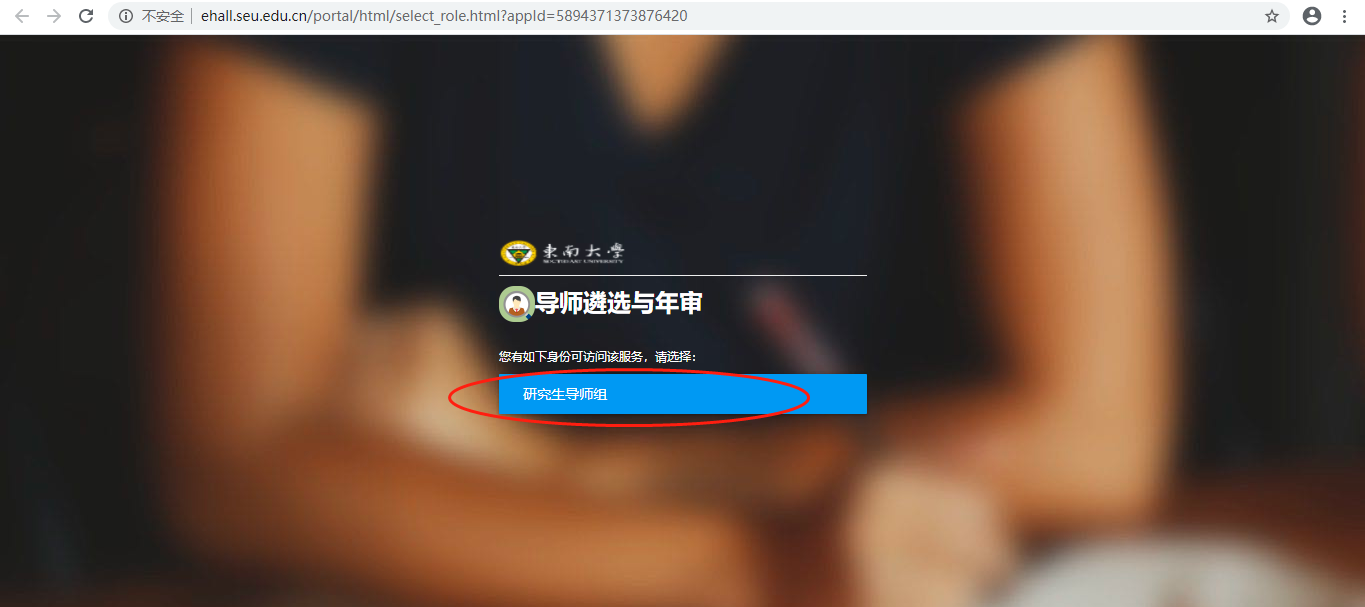 不安全 ehall.seu.edu.cn/portal/html/select_role.html?appId=5894371373876420
東南大學
SOUTHEAST UNIVERSITY
导师遴选与年审
您有如下身份可访问该服务，请选择：
研究生导师组